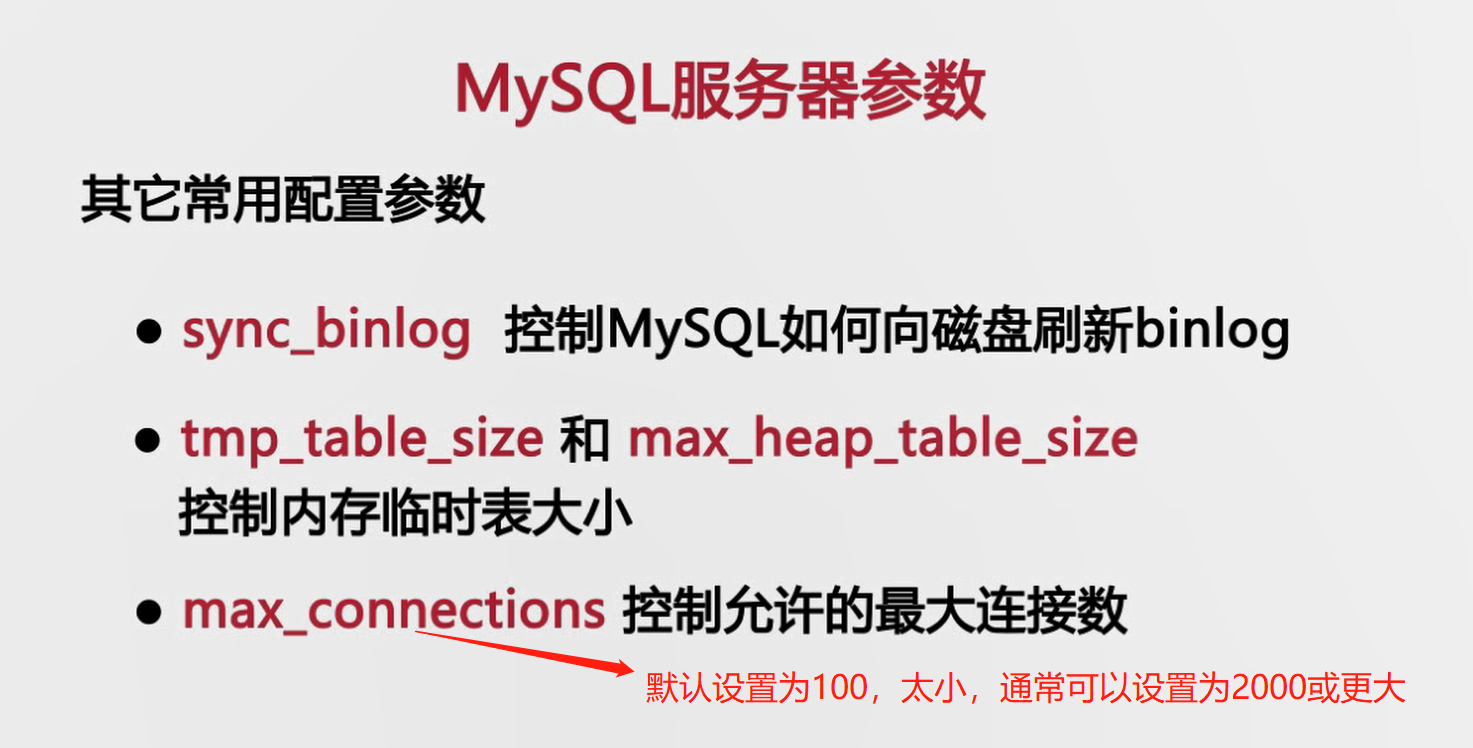 MySQL服务器参数
其它常用配置参数
● sync_binlog 控制MySQL如何向磁盘刷新binlog
● tmp_table_size 和 max_heap_table_size
控制内存临时表大小
● max_connections 控制允许的最大连接数
默认设置为100，太小，通常可以设置为2000或更大